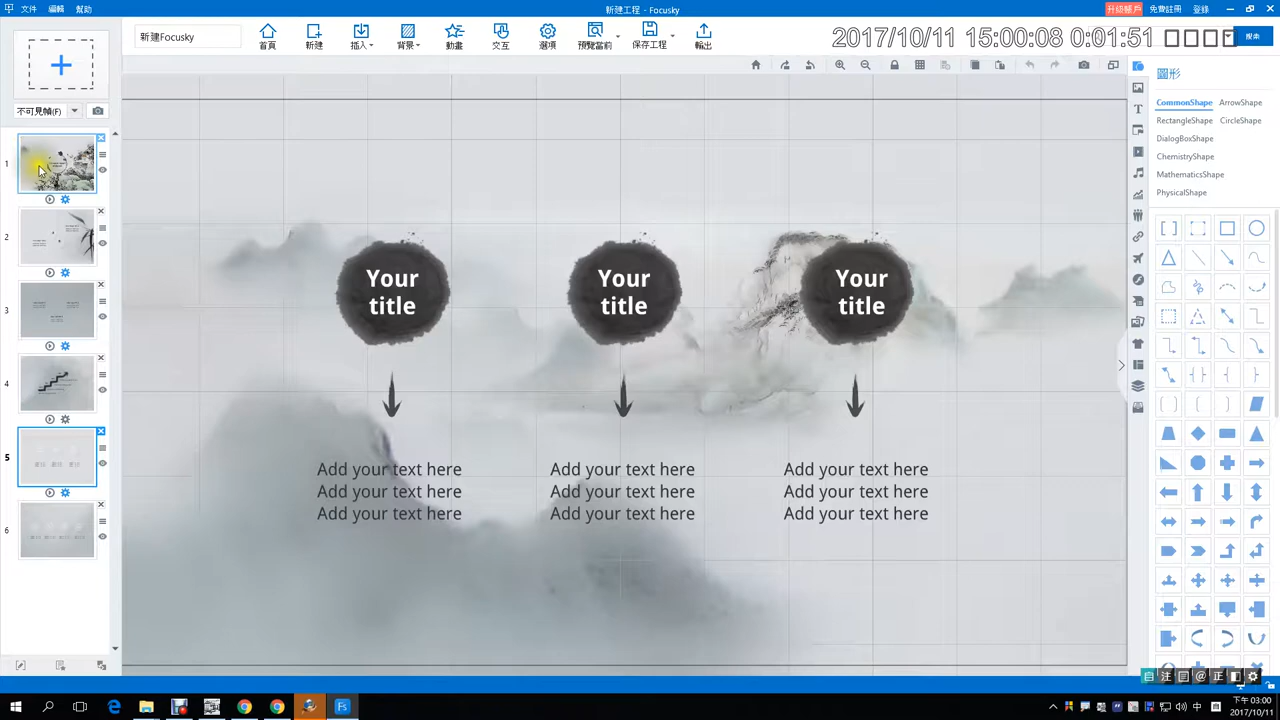 文件 編輯 幫助
新建工程 - Focusky
升級賬戶 免費註冊 登錄
新建Focusky
首頁 新建 插入 背景 動畫 交互 選項 預覽當前 保存工程 輸出
2017/10/11 15:00:08 0:01:51
搜索
不可見幀(F)
圖形
CommonShape ArrowShape
RectangleShape CircleShape
DialogBoxShape
ChemistryShape
MathematicsShape
PhysicalShape
1
2
3
4
5
6
Your Your Your
title title title
Add your text here Add your text here Add your text here
Add your text here Add your text here Add your text here
Add your text here Add your text here Add your text here
注 @ 正
Fs
中
下午 03:00
2017/10/11